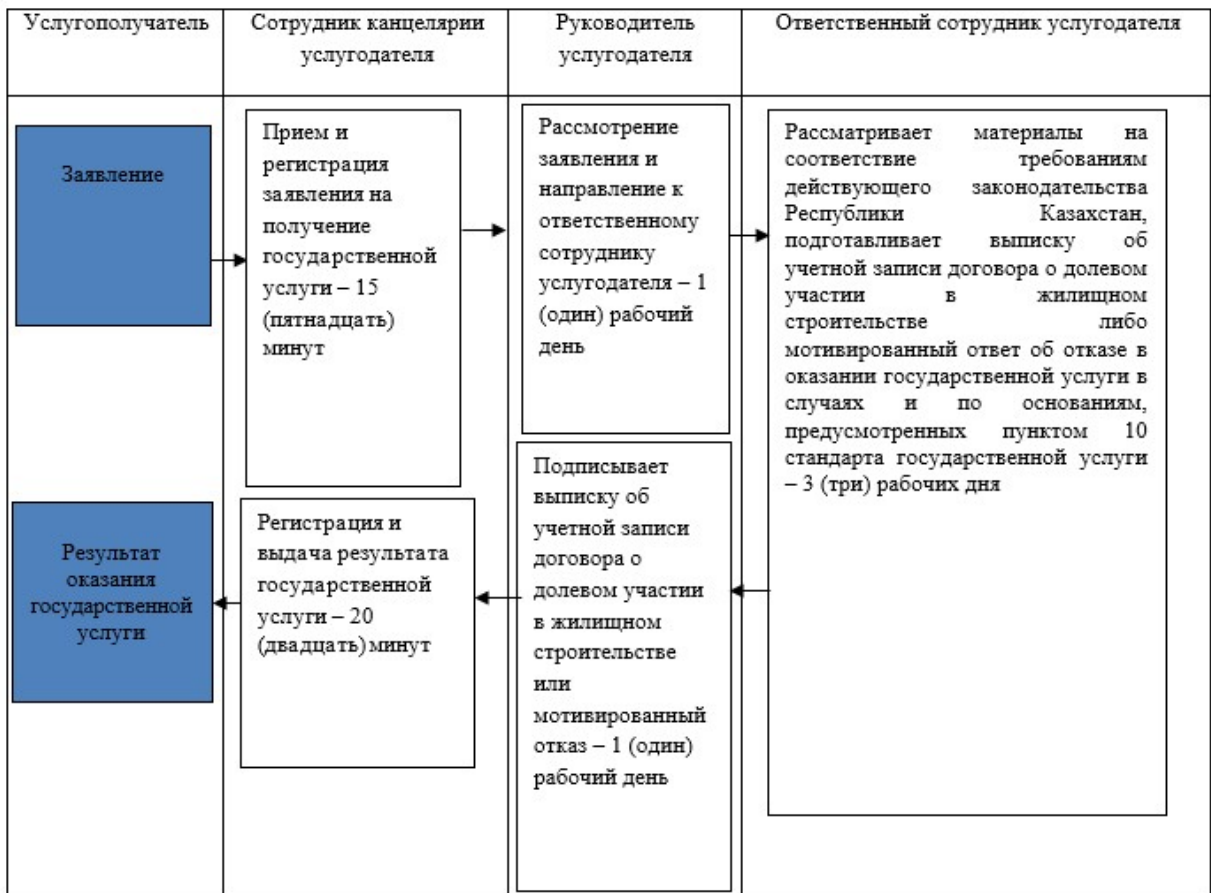 Услугополучатель
Сотрудник канцелярии
услугодателя
Руководитель
услугодателя
Ответственный сотрудник услугодателя
Заявление
Прием и
регистрация
заявления на
получение
государственной
услуги – 15
(пятнадцать)
минут
Рассмотрение
заявления и
направление к
ответственному
сотруднику
услугодателя – 1
(один) рабочий
день
Рассматривает материалы на
соответствие требованиям
действующего законодательства
Республики Казахстан,
подготавливает выписку об
учетной записи договора о долевом
участии в жилищном
строительстве либо
мотивированный ответ об отказе в
оказании государственной услуги в
случаях и по основаниям,
предусмотренных пунктом 10
стандарта государственной услуги
– 3 (три) рабочих дня
Подписывает
выписку об
учетной записи
договора о
долевом участии
в жилищном
строительстве
или
мотивированный
отказ – 1 (один)
рабочий день
Регистрация и
выдача результата
государственной
услуги – 20
(двадцать) минут
Результат
оказания
государственной
услуги